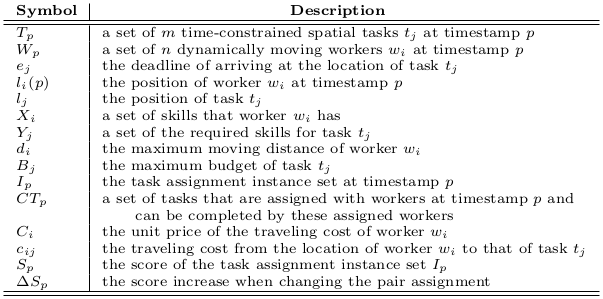 Symbol Description
T_p a set of m time-constrained spatial tasks t_j at timestamp p
W_p a set of n dynamically moving workers w_i at timestamp p
e_j the deadline of arriving at the location of task t_j
l_i(p) the position of worker w_i at timestamp p
l_j the position of task t_j
X_i a set of skills that worker w_i has
Y_j a set of the required skills for task t_j
d_i the maximum moving distance of worker w_i
B_j the maximum budget of task t_j
I_p the task assignment instance set at timestamp p
CT_p a set of tasks that are assigned with workers at timestamp p and
can be completed by these assigned workers
C_i the unit price of the traveling cost of worker w_i
c_ij the traveling cost from the location of worker w_i to that of task t_j
S_p the score of the task assignment instance set I_p
ΔS_p the score increase when changing the pair assignment